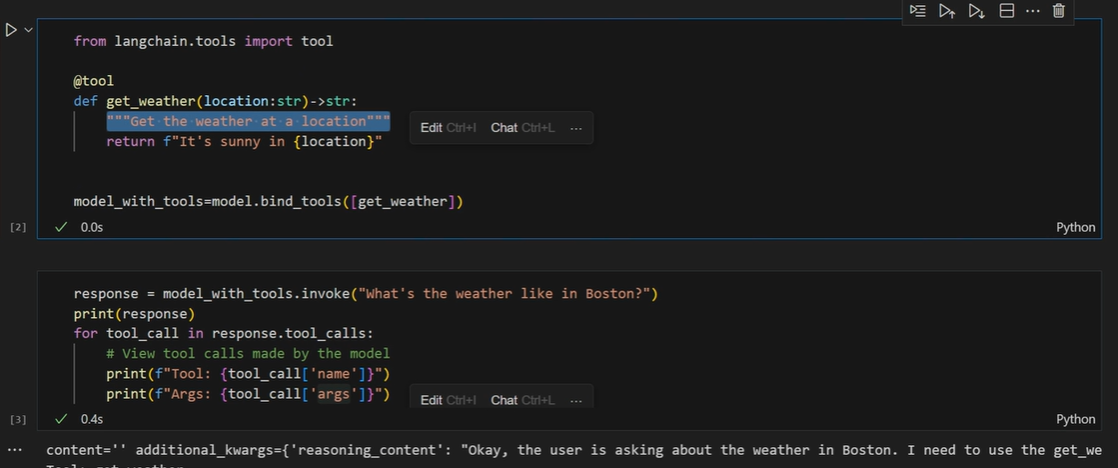 from langchain.tools import tool
@tool
def get_weather(location:str)->str:
"""Get the weather at a location"""
Edit Ctrl+I Chat Ctrl+L ...
return f"It's sunny in {location}"
model_with_tools=model.bind_tools([get_weather])
[2] 0.0s Python
response = model_with_tools.invoke("What's the weather like in Boston?")
print(response)
for tool_call in response.tool_calls:
# View tool calls made by the model
print(f"Tool: {tool_call['name']}")
print(f"Args: {tool_call['args']}")
Edit Ctrl+I Chat Ctrl+L ...
[3] 0.4s Python
... content='' additional_kwargs={'reasoning_content': "Okay, the user is asking about the weather in Boston. I need to use the get_we
Tool: get_weather